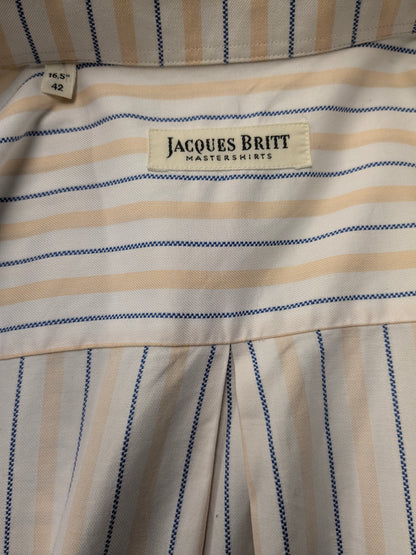 16,5"
42
JACQUES BRITT
MASTERSHIRTS